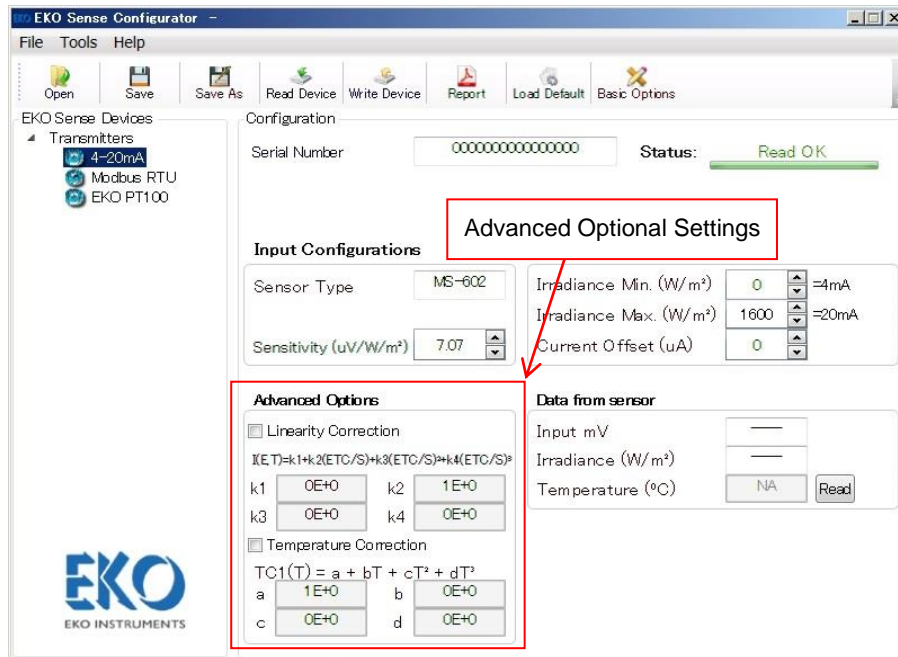 EKO Sense Configurator -
File Tools Help
Open Save Save As Read Device Write Device Report Load Default Basic Options
EKO Sense Devices
Transmitters
4-20mA
Modbus RTU
EKO PT100
Configuration
Serial Number 0000000000000000 Status: Read OK
Advanced Optional Settings
Input Configurations
Sensor Type MS-602
Sensitivity (uV/W/m²) 7.07
Irradiance Min. (W/m²) 0 =4mA
Irradiance Max. (W/m²) 1600 =20mA
Current Offset (uA) 0
Advanced Options
Linearity Correction
I(E,T)=k1+k2(ETC/S)+k3(ETC/S)²+k4(ETC/S)³
k1 0E+0 k2 1E+0
k3 0E+0 k4 0E+0
Temperature Correction
TC1(T) = a + bT + cT² + dT³
a 1E+0 b 0E+0
c 0E+0 d 0E+0
Data from sensor
Input mV ----
Irradiance (W/m²) ----
Temperature (ºC) NA Read
EKO
EKO INSTRUMENTS